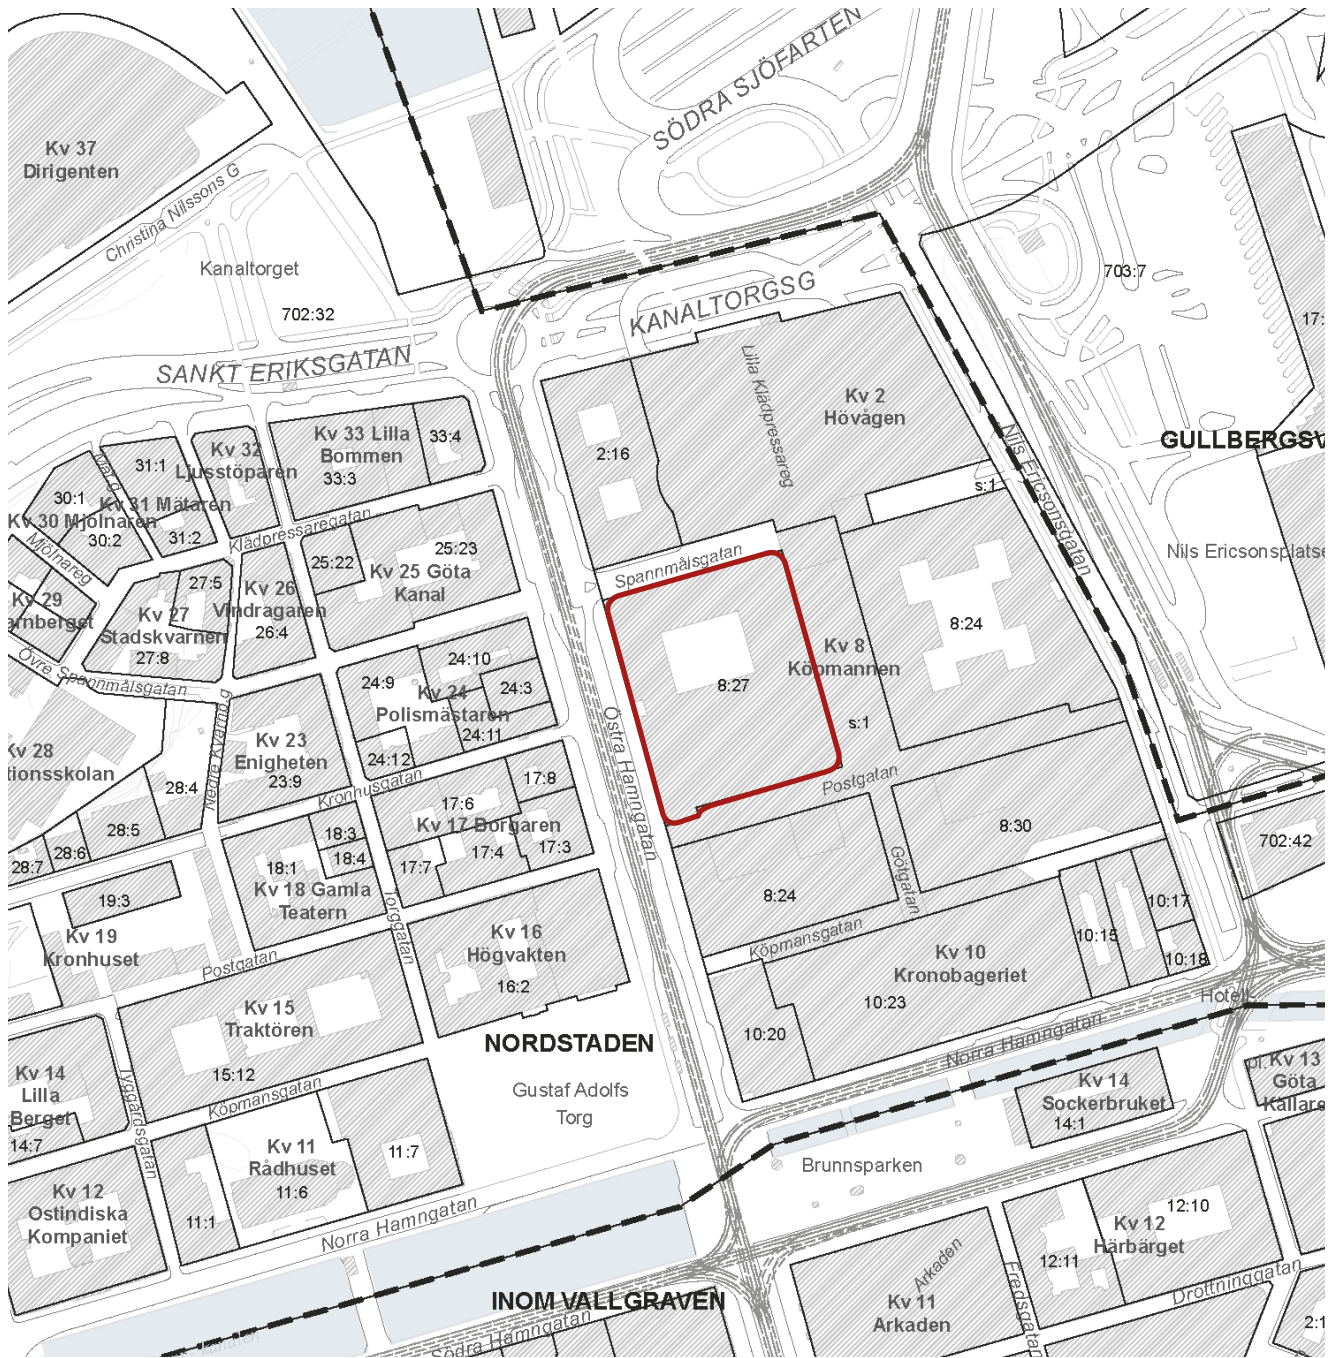 SÖDRA SJÖFARTEN
Kv 37
Dirigenten
Christina Nilssons G
Kanaltorget
702:32
703:7
KANALTORGSG
SANKT ERIKSGATAN
Lilla Klädpressareg
Kv 2
Hövågen
2:16
Nils Ericsonsgatan
s:1
Kv 33 Lilla
Bommen
33:3
33:4
Kv 32
Ljusstöparen
31:1
Kv 31 Mätaren
31:2
30:1
Kv 30 Mjölnaren
30:2
Mjölnareg
Klädpressaregatan
25:22
25:23
Kv 25 Göta
Kanal
Spannmålsgatan
Nils Ericsonsplatse
27:5
Kv 27
Stadskvarnen
27:8
Kv 26
Vindragaren
26:4
Kv 29
Övre Spannmålsgatan
8:24
Kv 8
Köpmannen
8:27
s:1
24:10
24:9
24:3
Kv 24
Polismästaren
24:11
24:12
Östra Hamngatan
Kv 23
Enigheten
23:9
Nedre Kvarnb g
Kv 28
tionsskolan
28:4
28:5
28:6
28:7
Kronhusgatan
17:8
17:6
Kv 17 Borgaren
17:4
17:3
17:7
Postgatan
8:30
702:42
18:3
18:4
18:1
Kv 18 Gamla
Teatern
19:3
Kv 19
Kronhuset
Torggatan
Götgatan
8:24
10:17
Köpmansgatan
Kv 16
Högvakten
16:2
Postgatan
10:15
Kv 10
Kronobageriet
10:18
10:23
10:20
Hotell-
pl.
Kv 15
Traktören
15:12
NORDSTADEN
Norra Hamngatan
Gustaf Adolfs
Torg
Kv 14
Lilla
Berget
14:7
Tygårdsgatan
Köpmansgatan
Kv 14
Sockerbruket
14:1
Kv 13
Göta
Källare
Kv 11
Rådhuset
11:6
11:7
11:1
Brunnsparken
Kv 12
Ostindiska
Kompaniet
Norra Hamngatan
12:10
Kv 12
Härbärget
12:11
Arkaden
Kv 11
Arkaden
Fredsgatan
Drottninggatan
INOM VALLGRAVEN
Södra Hamngatan